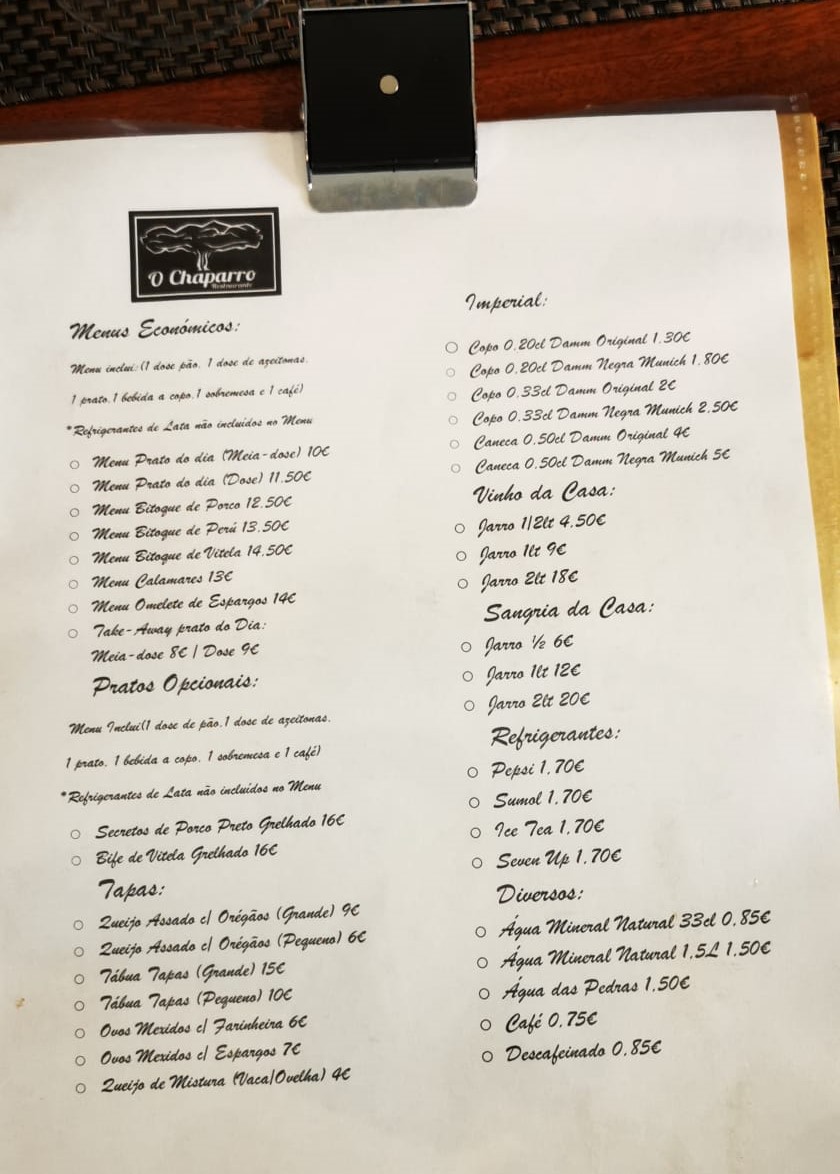 O Chaparro
Restaurante
Menus Económicos:
Menu inclui:(1 dose pão, 1 dose de azeitonas,
1 prato,1 bebida a copo,1 sobremesa e 1 café)
*Refrigerantes de Lata não incluídos no Menu
Menu Prato do dia (Meia-dose) 10€
Menu Prato do dia (Dose) 11,50€
Menu Bitoque de Porco 12,50€
Menu Bitoque de Perú 13,50€
Menu Bitoque de Vitela 14,50€
Menu Calamares 13€
Menu Omelete de Espargos 14€
Take-Away prato do Dia:
Meia-dose 8€ | Dose 9€
Pratos Opcionais:
Menu Inclui(1 dose de pão,1 dose de azeitonas,
1 prato, 1 bebida a copo, 1 sobremesa e 1 café)
*Refrigerantes de Lata não incluídos no Menu
Secretos de Porco Preto Grelhado 16€
Bife de Vitela Grelhado 16€
Tapas:
Queijo Assado c/ Orégãos (Grande) 9€
Queijo Assado c/ Orégãos (Pequeno) 6€
Tábua Tapas (Grande) 15€
Tábua Tapas (Pequeno) 10€
Ovos Mexidos c/ Farinheira 6€
Ovos Mexidos c/ Espargos 7€
Queijo de Mistura (Vaca/Ovelha) 4€
Imperial:
Copo 0,20cl Damm Original 1,30€
Copo 0,20cl Damm Negra Munich 1,80€
Copo 0,33cl Damm Original 2€
Copo 0,33cl Damm Negra Munich 2,50€
Caneca 0,50cl Damm Original 4€
Caneca 0,50cl Damm Negra Munich 5€
Vinho da Casa:
Jarro 1/2lt 4,50€
Jarro 1lt 9€
Jarro 2lt 18€
Sangria da Casa:
Jarro ½ 6€
Jarro 1lt 12€
Jarro 2lt 20€
Refrigerantes:
Pepsi 1,70€
Sumol 1,70€
Ice Tea 1,70€
Seven Up 1,70€
Diversos:
Água Mineral Natural 33cl 0,85€
Água Mineral Natural 1,5L 1,50€
Água das Pedras 1,50€
Café 0,75€
Descafeinado 0,85€